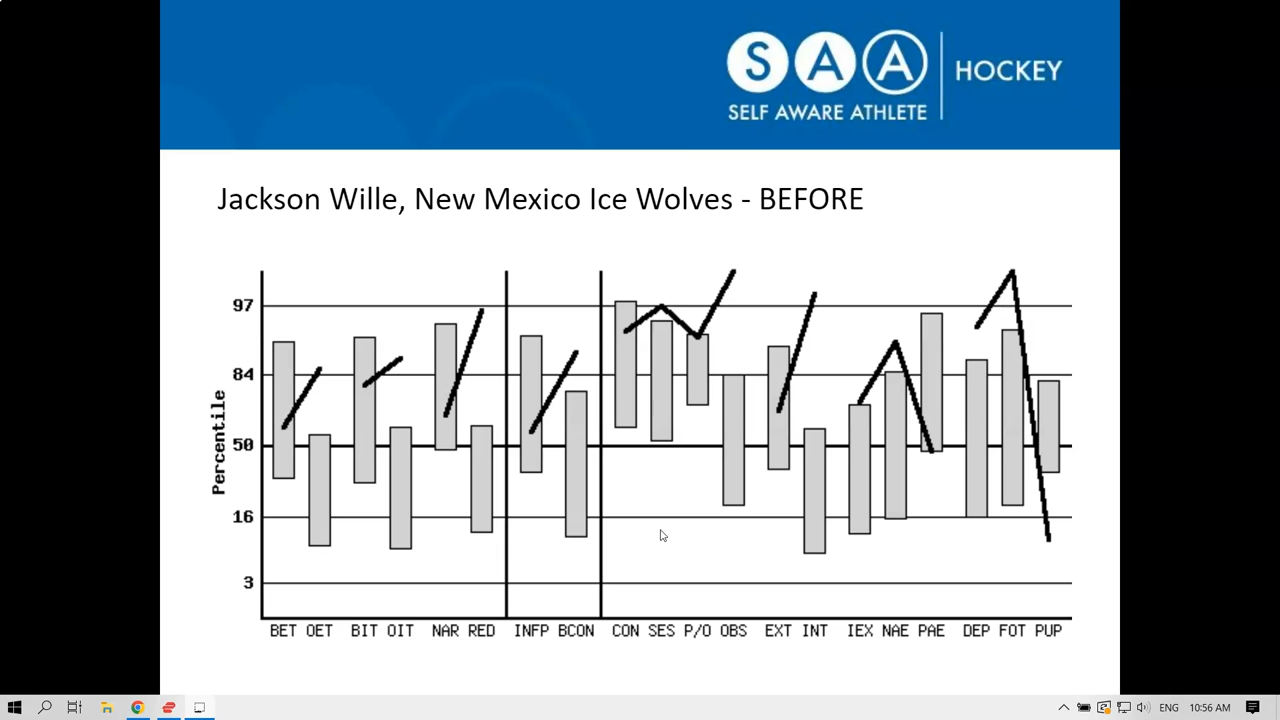 SAA
HOCKEY
SELF AWARE ATHLETE
Jackson Wille, New Mexico Ice Wolves - BEFORE
Percentile
97
84
50
16
3
BET OET BIT OIT NAR RED INFP BCON CON SES P/O OBS EXT INT IEX NAE PAE DEP FOT PUP
ENG 10:56 AM